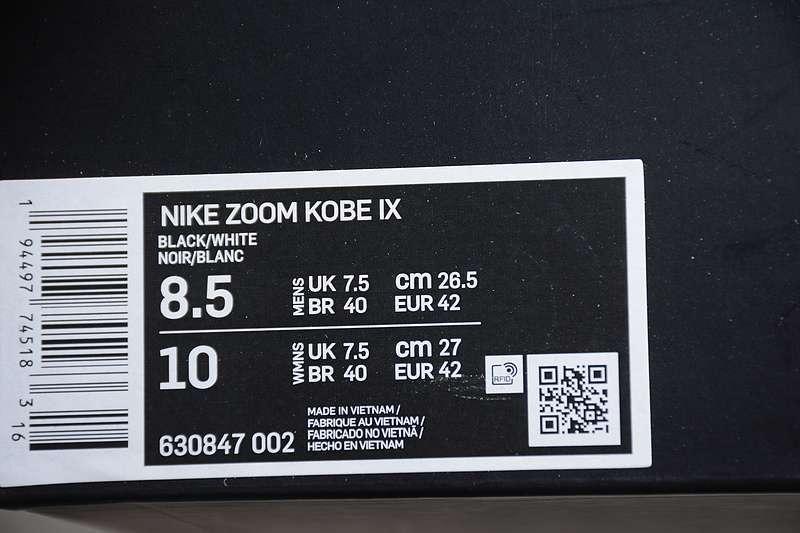 NIKE ZOOM KOBE IX
BLACK/WHITE
NOIR/BLANC
8.5 MENS UK 7.5 cm 26.5
BR 40 EUR 42
10 WMNS UK 7.5 cm 27
BR 40 EUR 42
RFID
MADE IN VIETNAM /
FABRIQUE AU VIETNAM /
FABRICADO NO VIETNÃ /
HECHO EN VIETNAM
630847 002
1 94497 74518 3 16